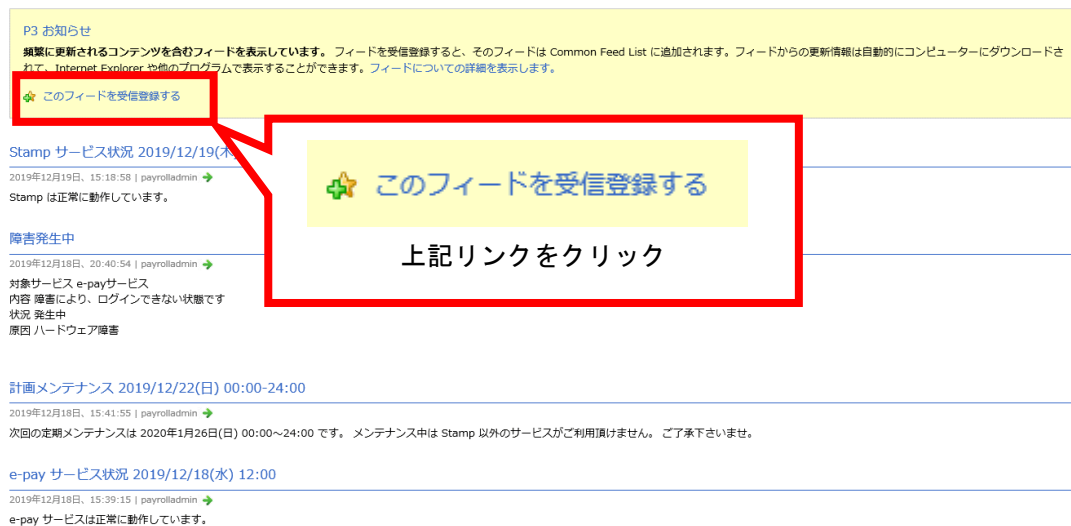 P3 お知らせ
頻繁に更新されるコンテンツを含むフィードを表示しています。 フィードを受信登録すると、そのフィードは Common Feed List に追加されます。フィードからの更新情報は自動的にコンピューターにダウンロードさ
れて、Internet Explorer や他のプログラムで表示することができます。フィードについての詳細を表示します。
このフィードを受信登録する
Stamp サービス状況 2019/12/19(木)
2019年12月19日、15:18:58 | payrolladmin
Stamp は正常に動作しています。
このフィードを受信登録する
上記リンクをクリック
障害発生中
2019年12月18日、20:40:54 | payrolladmin
対象サービス e-payサービス
内容 障害により、ログインできない状態です
状況 発生中
原因 ハードウェア障害
計画メンテナンス 2019/12/22(日) 00:00-24:00
2019年12月18日、15:41:55 | payrolladmin
次回の定期メンテナンスは 2020年1月26日(日) 00:00~24:00 です。 メンテナンス中は Stamp 以外のサービスがご利用頂けません。 ご了承下さいませ。
e-pay サービス状況 2019/12/18(水) 12:00
2019年12月18日、15:39:15 | payrolladmin
e-pay サービスは正常に動作しています。